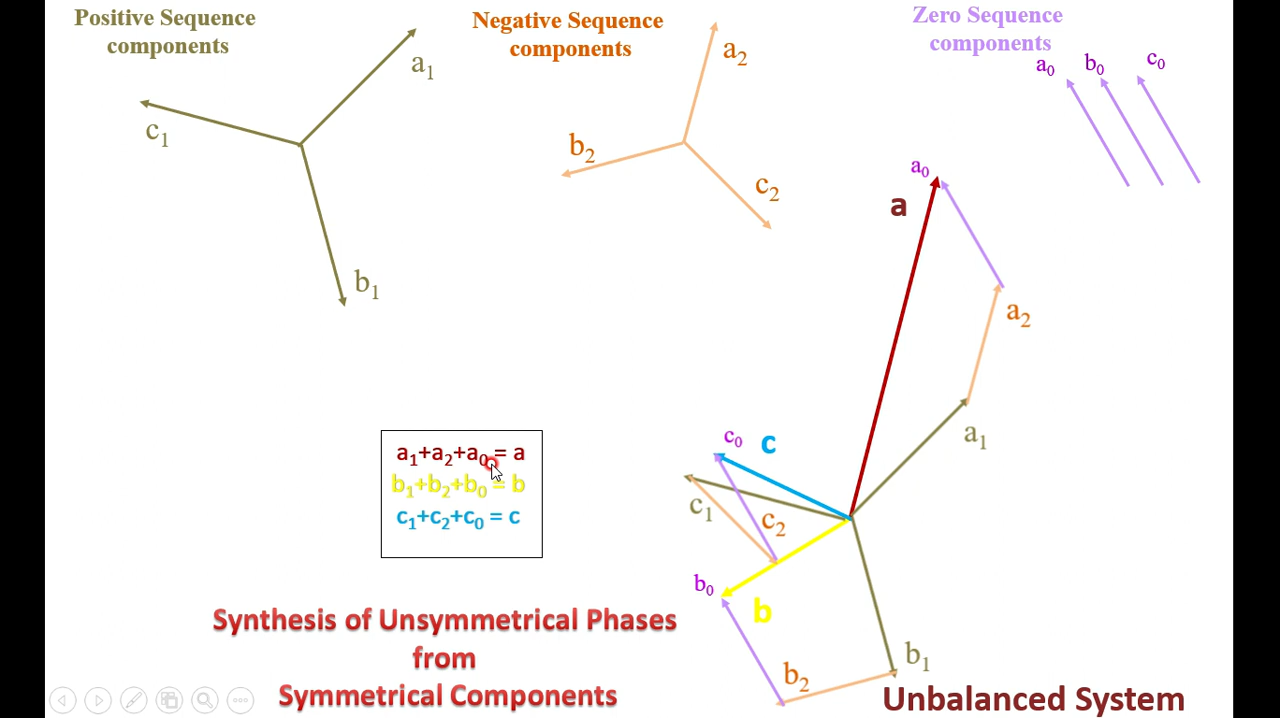 Positive Sequence
components
a₁
c₁
b₁
Negative Sequence
components
a₂
b₂
c₂
Zero Sequence
components
a₀ b₀ c₀
a₀
a
a₂
a₁
c₀ c
c₁
c₂
b₀
b
b₁
b₂
a₁+a₂+a₀ = a
b₁+b₂+b₀ = b
c₁+c₂+c₀ = c
Synthesis of Unsymmetrical Phases
from
Symmetrical Components
Unbalanced System